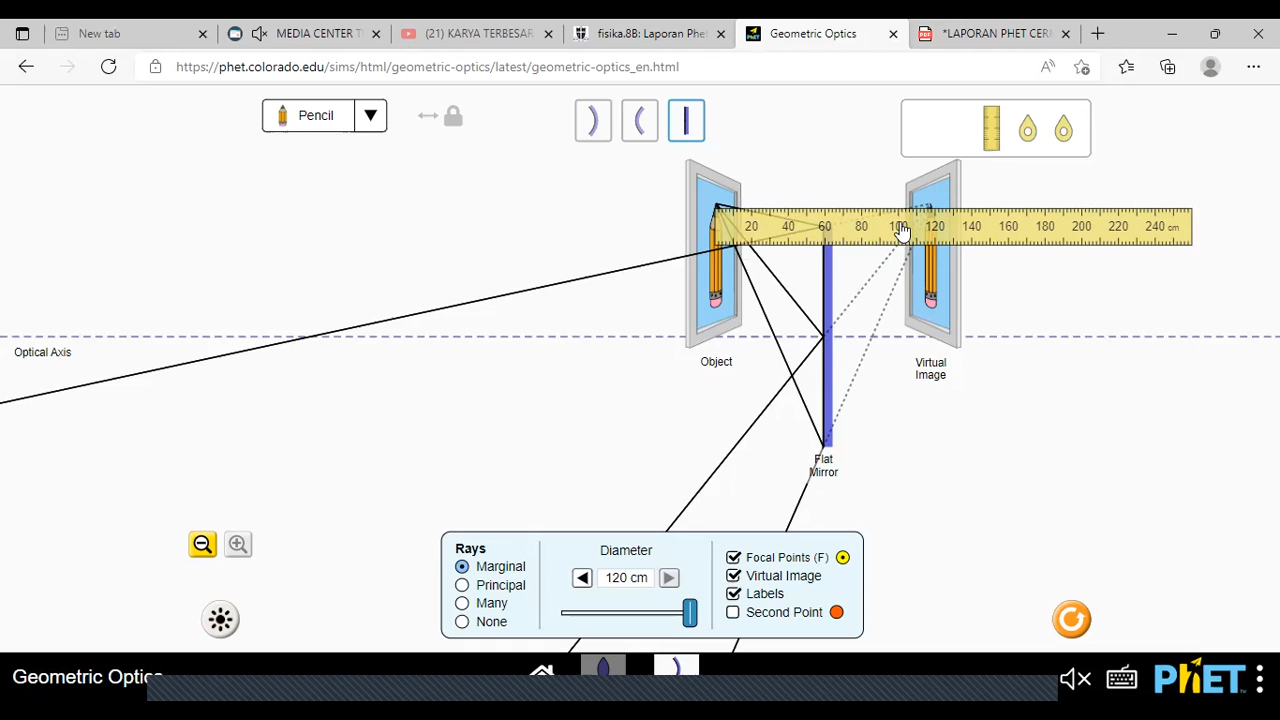 New tab
MEDIA CENTER T
(21) KARYA TERBESAR
fisika.8B: Laporan Phe
Geometric Optics
*LAPORAN PHET CER
https://phet.colorado.edu/sims/html/geometric-optics/latest/geometric-optics_en.html
Pencil
20 40 60 80 100 120 140 160 180 200 220 240 cm
Optical Axis
Object
Virtual
Image
Flat
Mirror
Rays
Marginal
Principal
Many
None
Diameter
120 cm
Focal Points (F)
Virtual Image
Labels
Second Point
Geometric Optics
PhET